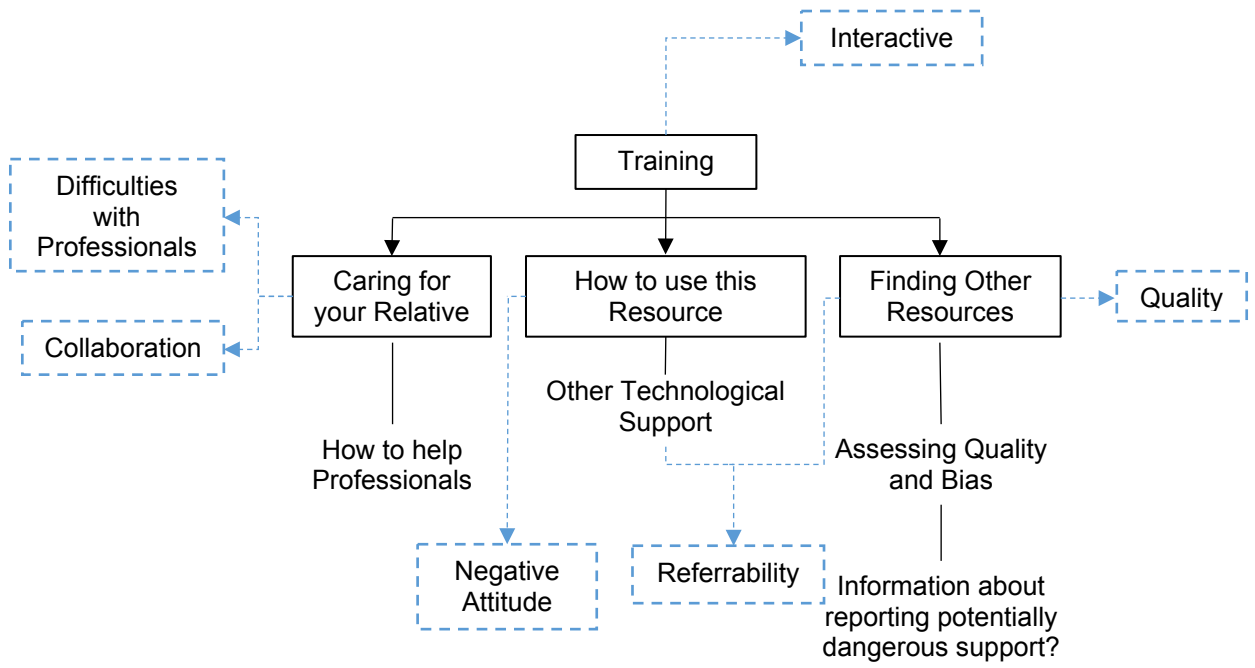 Interactive
Training
Difficulties
with
Professionals
Collaboration
Caring for
your Relative
How to use this
Resource
Finding Other
Resources
Quality
How to help
Professionals
Other Technological
Support
Assessing Quality
and Bias
Negative
Attitude
Referrability
Information about
reporting potentially
dangerous support?